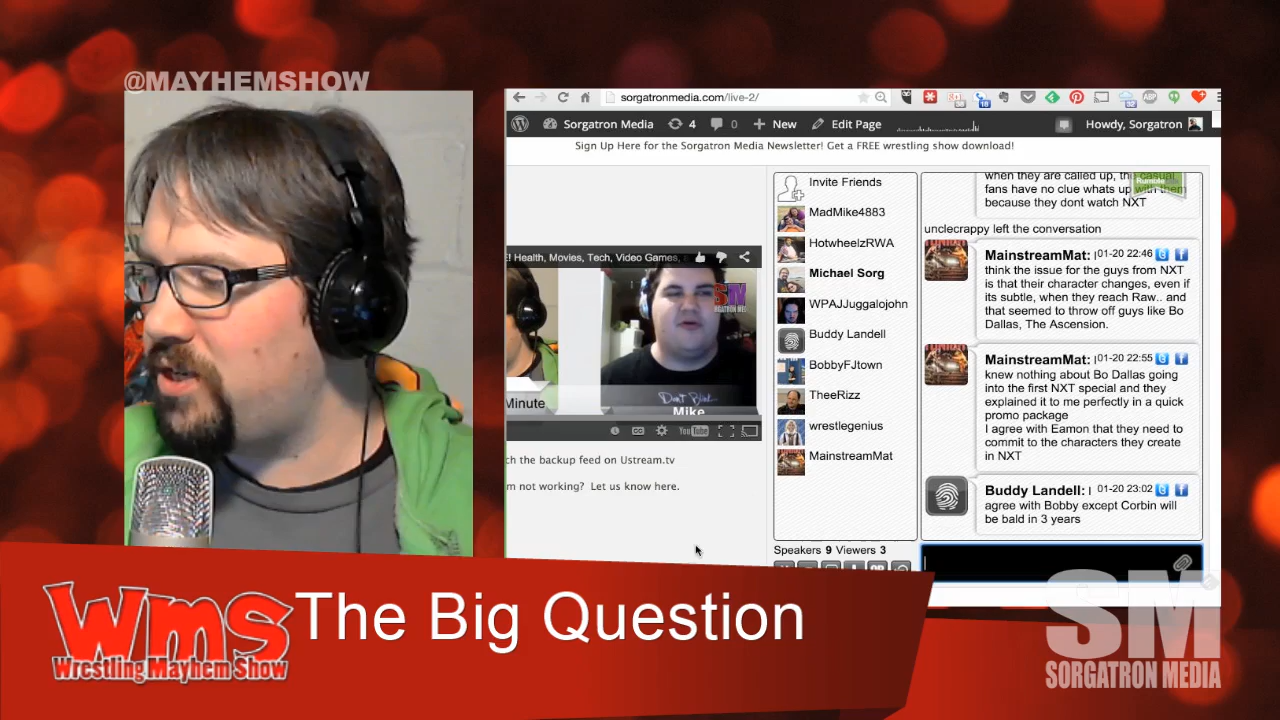 @MAYHEMSHOW
sorgatronmedia.com/live-2/
Sorgatron Media
4
0
New
Edit Page
Howdy, Sorgatron
Sign Up Here for the Sorgatron Media Newsletter! Get a FREE wrestling show download!
E! Health, Movies, Tech, Video Games,
SM
Minute
Don't Blink
Mike
YouTube
ch the backup feed on Ustream.tv
m not working? Let us know here.
Invite Friends
MadMike4883
HotwheelzRWA
Michael Sorg
WPAJJuggalojohn
Buddy Landell
BobbyFJtown
TheeRizz
wrestlegenius
MainstreamMat
Speakers 9 Viewers 3
when they are called up, the casual
fans have no clue whats up with them
because they dont watch NXT
Rumble
unclecrappy left the conversation
MainstreamMat: I 01-20 22:46
think the issue for the guys from NXT
is that their character changes, even if
its subtle, when they reach Raw.. and
that seemed to throw off guys like Bo
Dallas, The Ascension.
MainstreamMat: I 01-20 22:55
knew nothing about Bo Dallas going
into the first NXT special and they
explained it to me perfectly in a quick
promo package
I agree with Eamon that they need to
commit to the characters they create
in NXT
Buddy Landell: I 01-20 23:02
agree with Bobby except Corbin will
be bald in 3 years
Wms
Wrestling Mayhem Show
The Big Question
SM
SORGATRON MEDIA